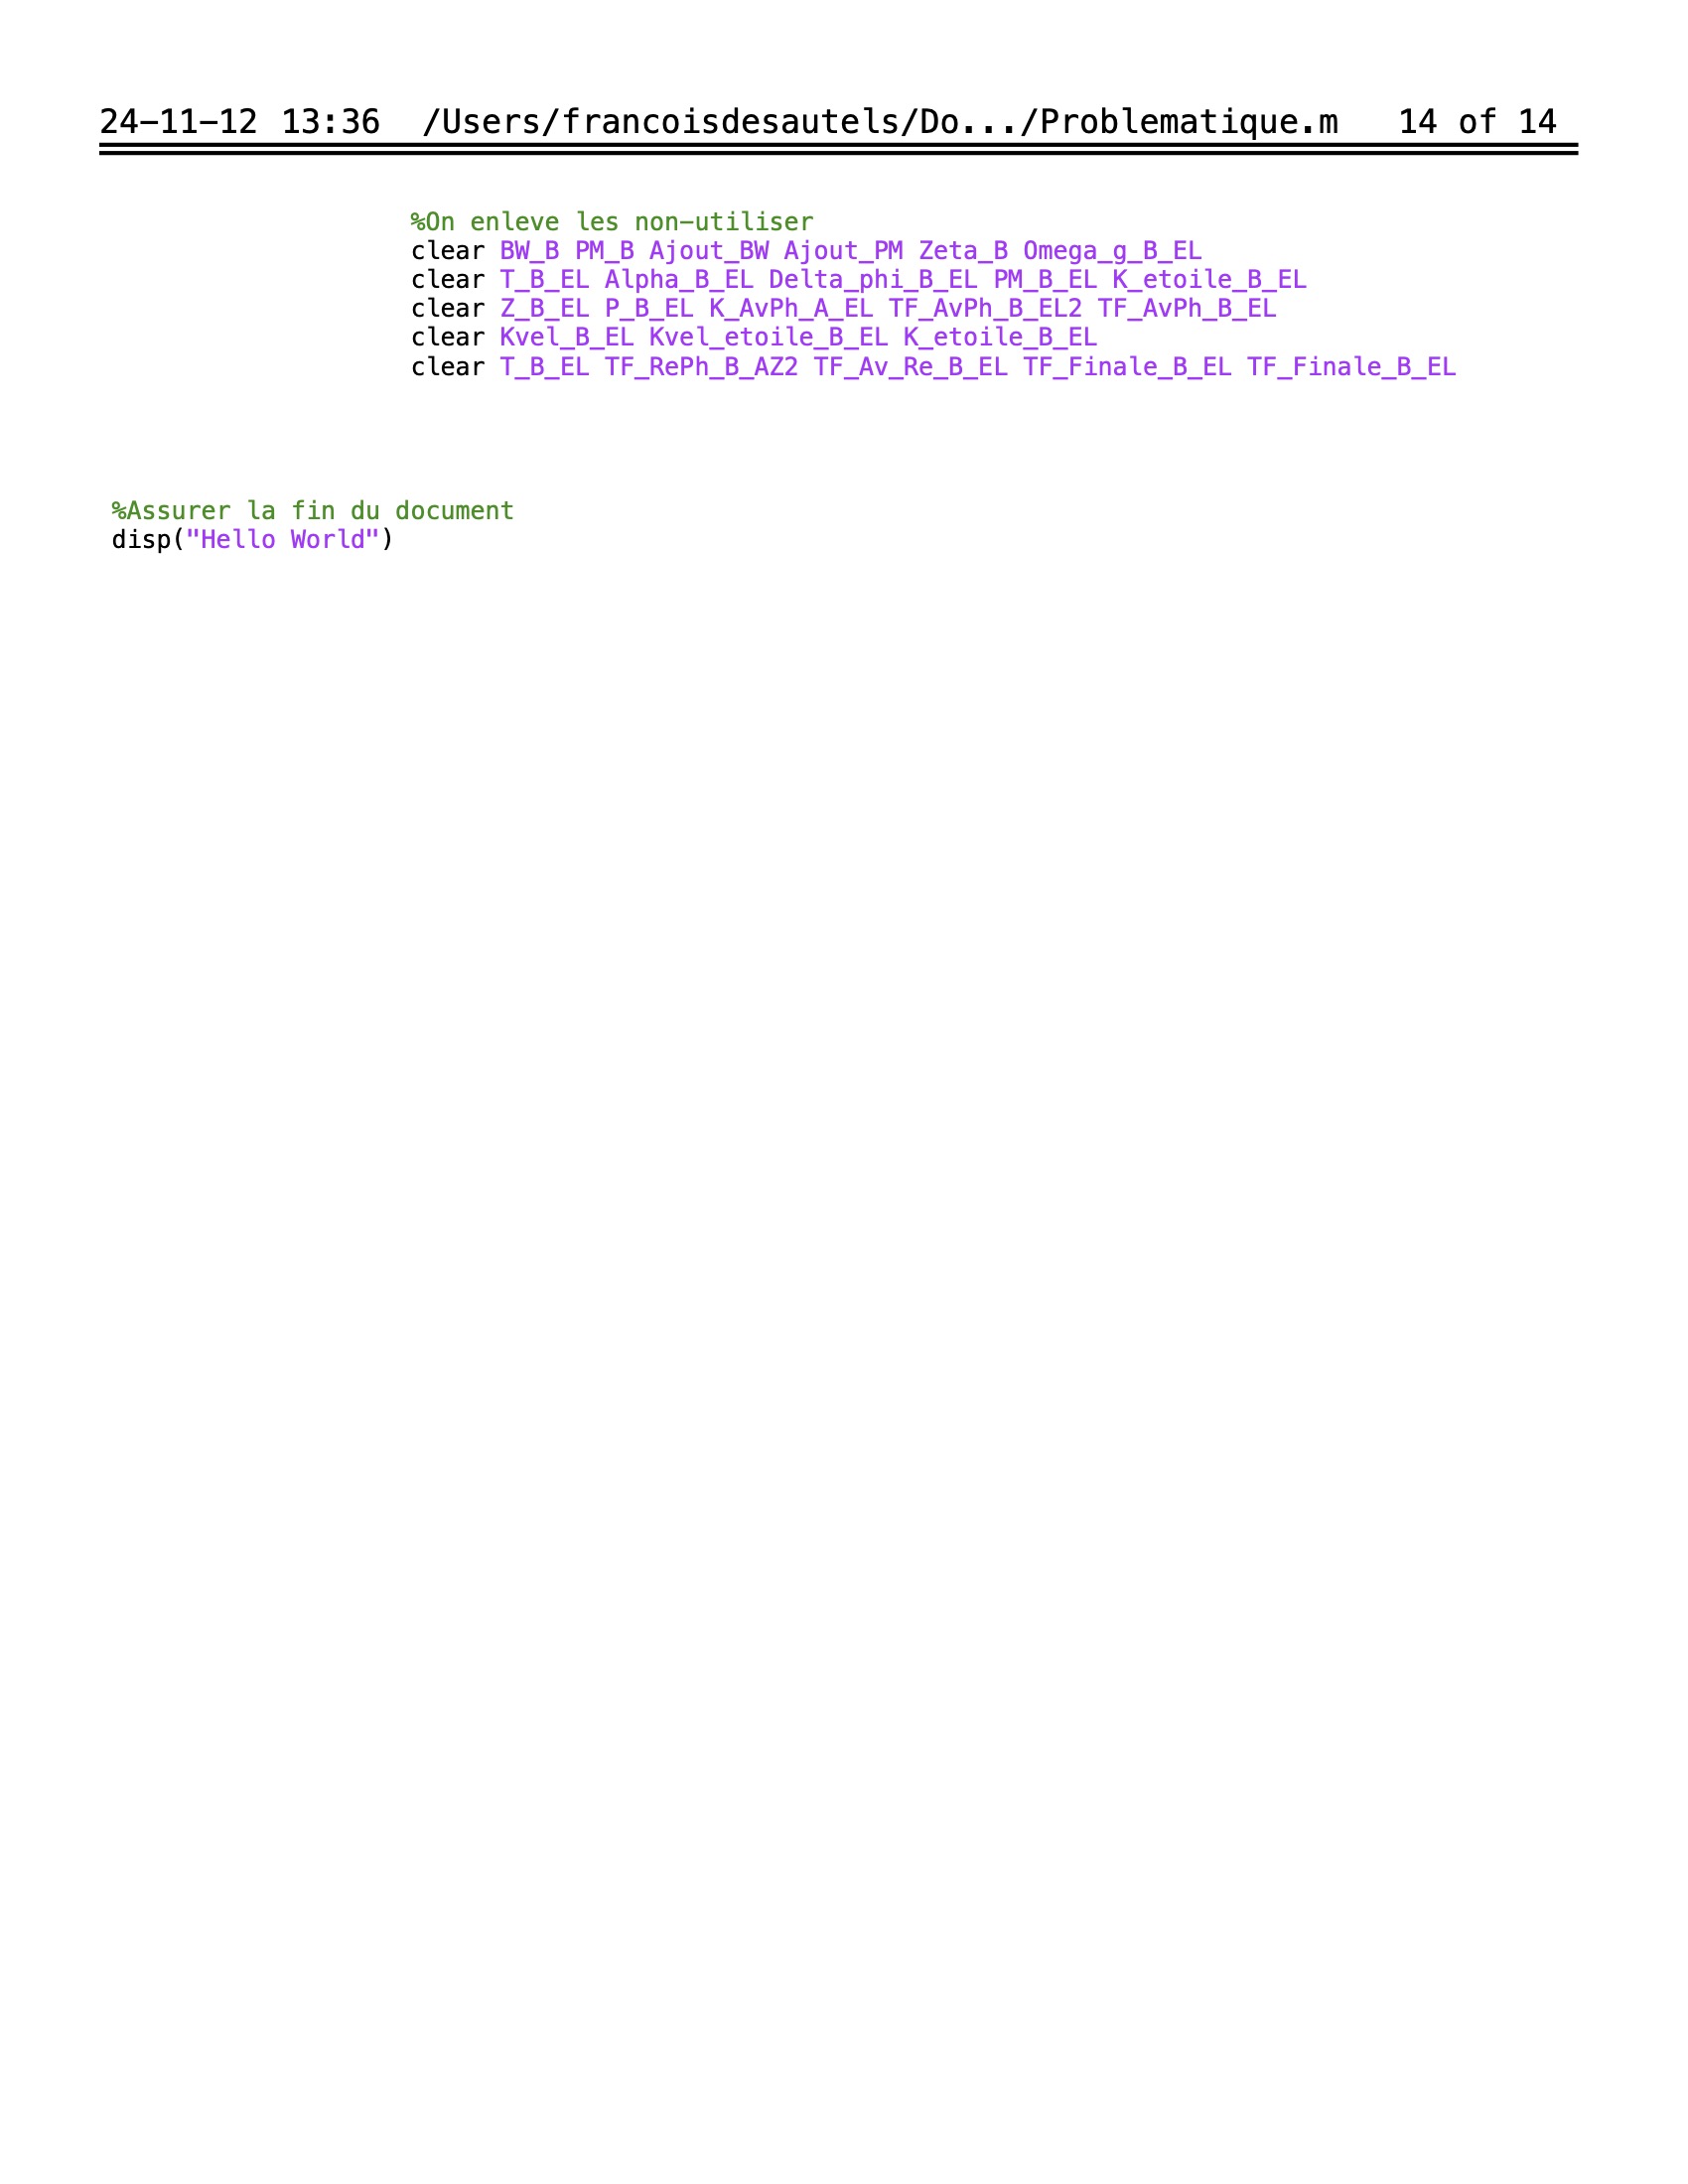 24-11-12 13:36 /Users/francoisdesautels/Do.../Problematique.m 14 of 14
%On enleve les non-utiliser
clear BW_B PM_B Ajout_BW Ajout_PM Zeta_B Omega_g_B_EL
clear T_B_EL Alpha_B_EL Delta_phi_B_EL PM_B_EL K_etoile_B_EL
clear Z_B_EL P_B_EL K_AvPh_A_EL TF_AvPh_B_EL2 TF_AvPh_B_EL
clear Kvel_B_EL Kvel_etoile_B_EL K_etoile_B_EL
clear T_B_EL TF_RePh_B_AZ2 TF_Av_Re_B_EL TF_Finale_B_EL TF_Finale_B_EL
%Assurer la fin du document
disp("Hello World")